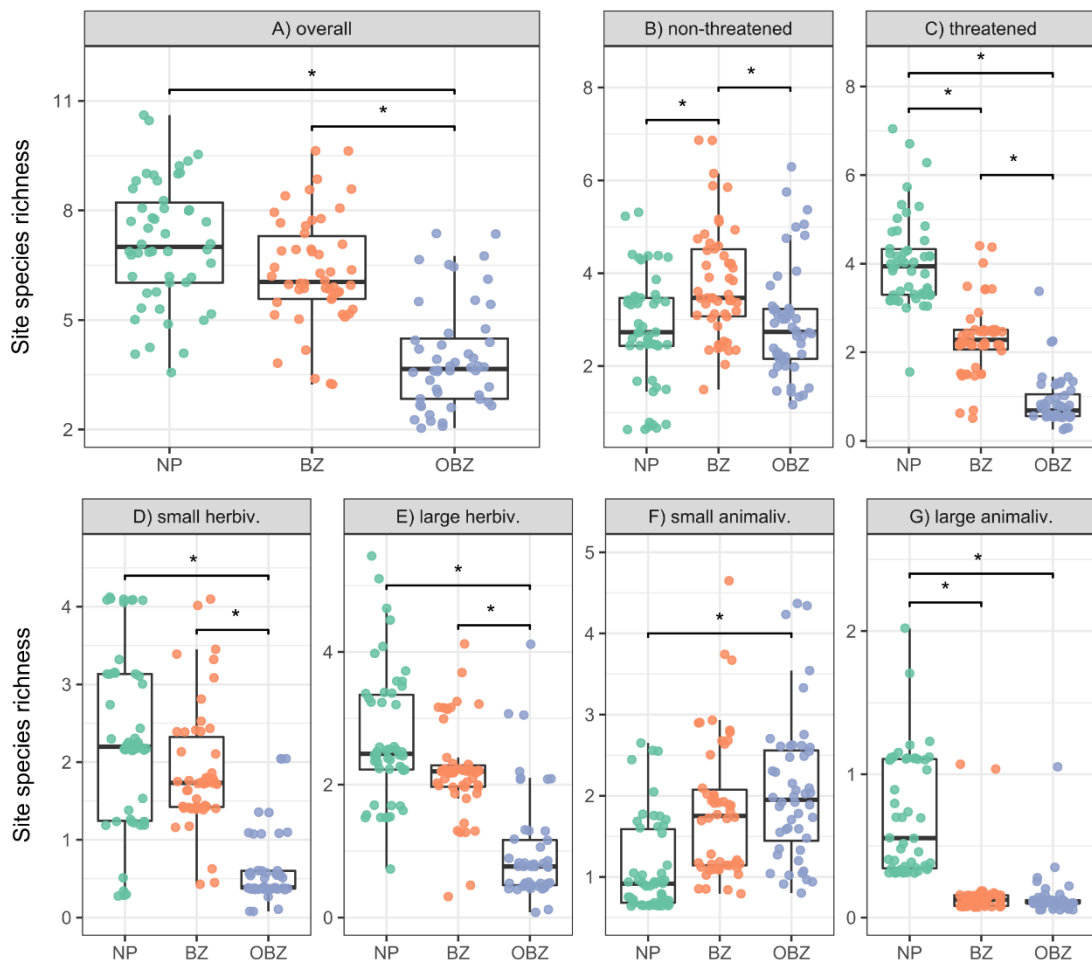 A) overall
B) non-threatened
C) threatened
Site species richness
11
8
5
2
*
*
NP BZ OBZ
8
6
4
2
*
*
NP BZ OBZ
8
6
4
2
0
*
*
*
NP BZ OBZ
D) small herbiv.
E) large herbiv.
F) small animaliv.
G) large animaliv.
Site species richness
4
3
2
1
0
*
*
NP BZ OBZ
4
2
0
*
*
NP BZ OBZ
5
4
3
2
1
*
NP BZ OBZ
2
1
0
*
*
NP BZ OBZ